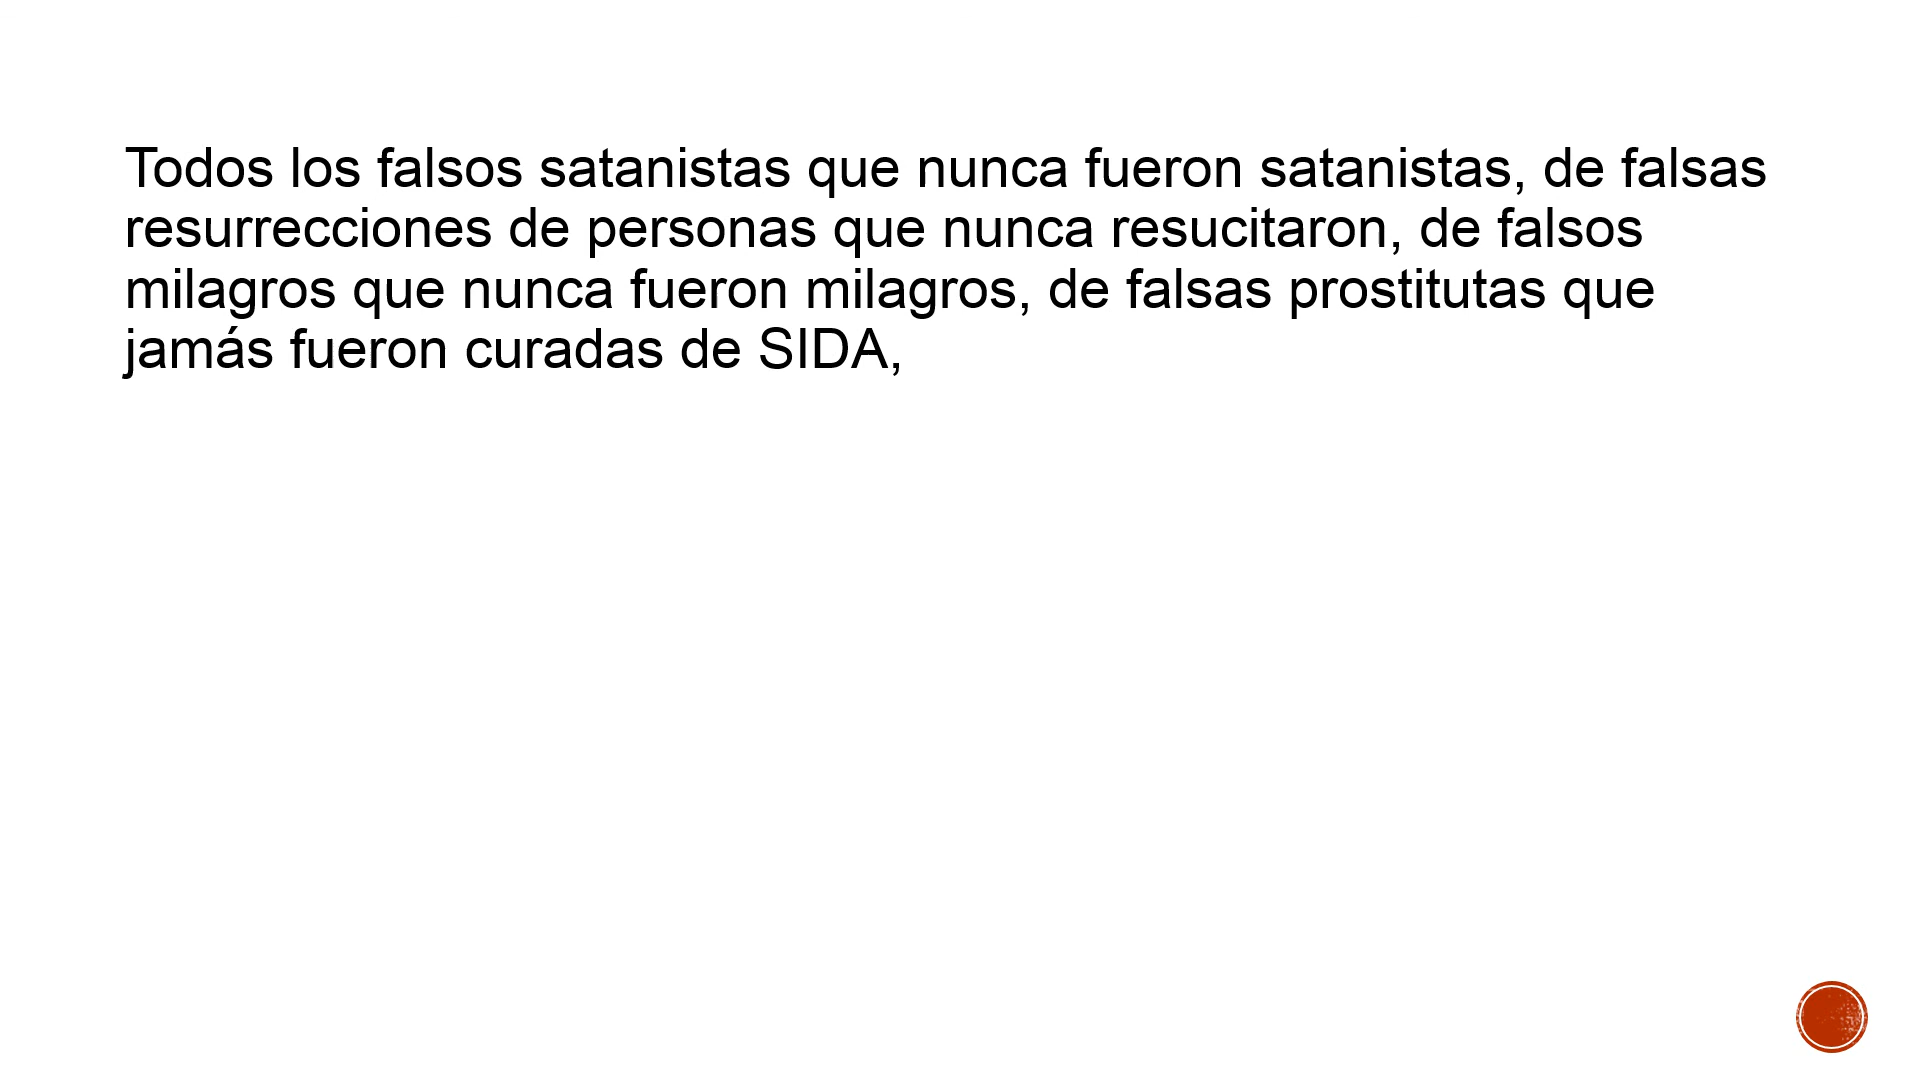 Todos los falsos satanistas que nunca fueron satanistas, de falsas
resurrecciones de personas que nunca resucitaron, de falsos
milagros que nunca fueron milagros, de falsas prostitutas que
jamás fueron curadas de SIDA,